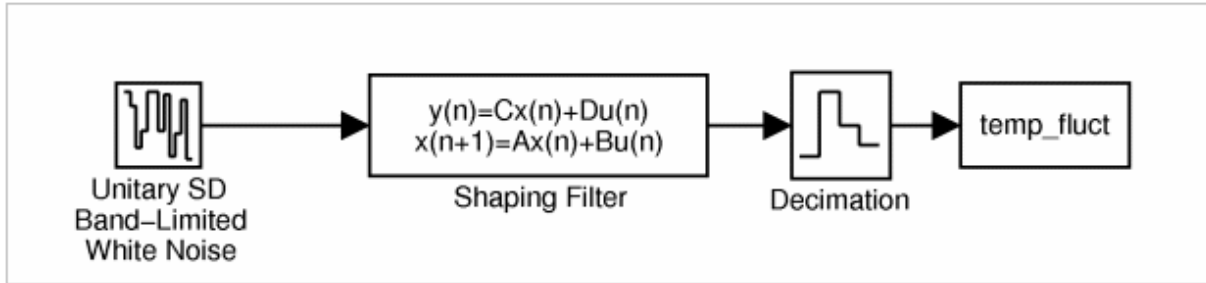 Unitary SD
Band–Limited
White Noise
y(n)=Cx(n)+Du(n)
x(n+1)=Ax(n)+Bu(n)
Shaping Filter
Decimation
temp_fluct